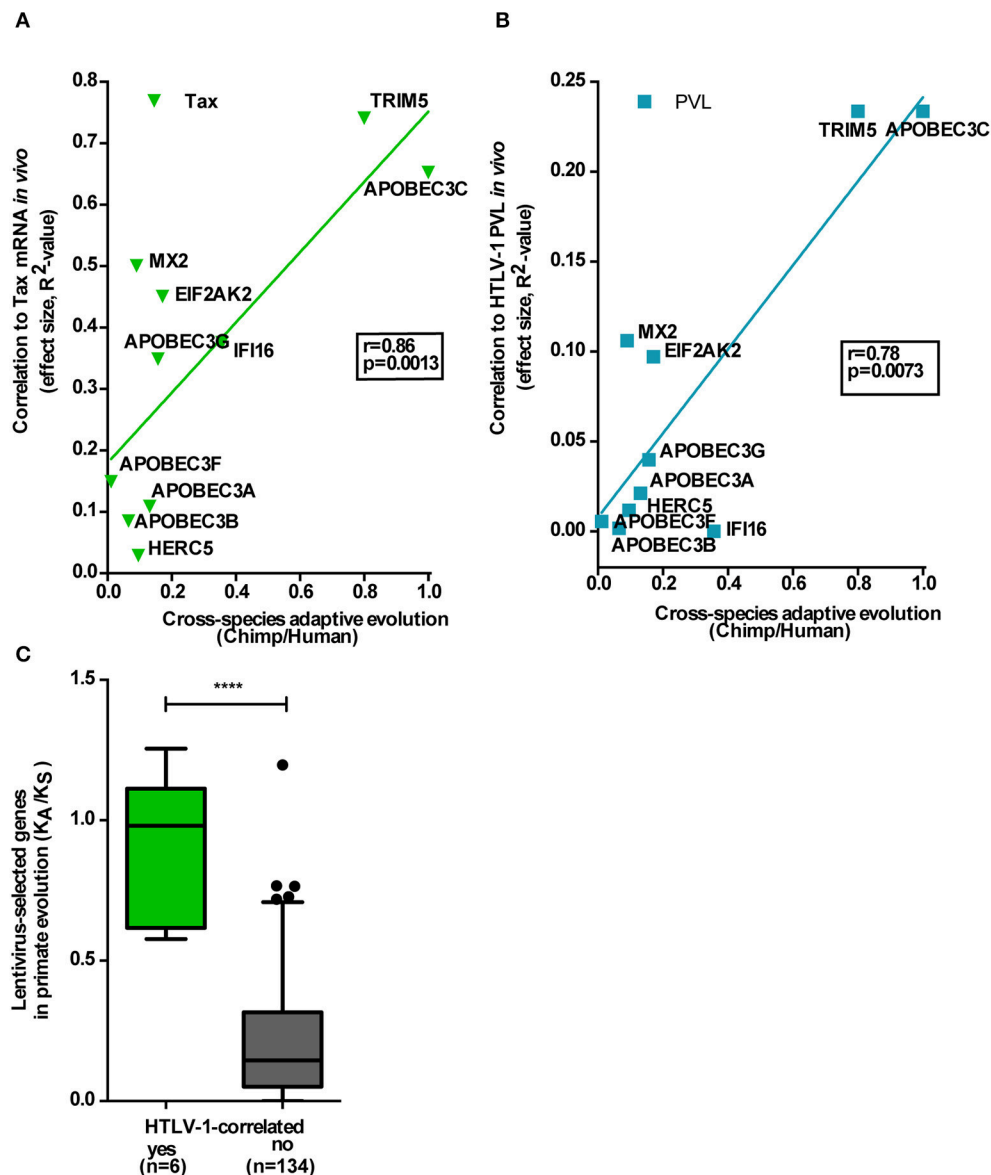 A
Correlation to Tax mRNA in vivo
(effect size, R²-value)
0.8
0.7
0.6
0.5
0.4
0.3
0.2
0.1
0.0
Tax
TRIM5
APOBEC3C
MX2
EIF2AK2
APOBEC3G
IFI16
r=0.86
p=0.0013
APOBEC3F
APOBEC3A
APOBEC3B
HERC5
0.0 0.2 0.4 0.6 0.8 1.0
Cross-species adaptive evolution
(Chimp/Human)
B
Correlation to HTLV-1 PVL in vivo
(effect size, R²-value)
0.25
0.20
0.15
0.10
0.05
0.00
PVL
TRIM5 APOBEC3C
MX2
EIF2AK2
r=0.78
p=0.0073
APOBEC3G
APOBEC3A
HERC5
APOBEC3F
IFI16
APOBEC3B
0.0 0.2 0.4 0.6 0.8 1.0
Cross-species adaptive evolution
(Chimp/Human)
C
Lentivirus-selected genes
in primate evolution (KA/KS)
1.5
1.0
0.5
0.0
****
HTLV-1-correlated
yes no
(n=6) (n=134)